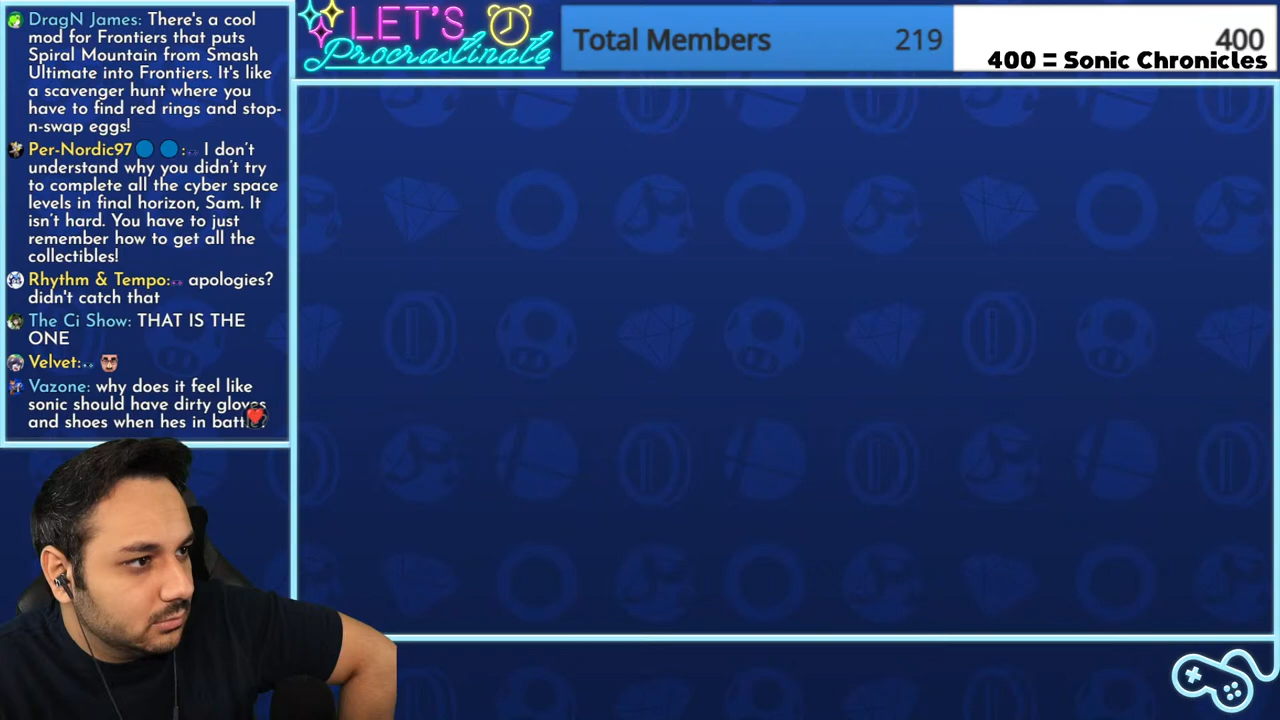 DragN James: There's a cool
mod for Frontiers that puts
Spiral Mountain from Smash
Ultimate into Frontiers. It's like
a scavenger hunt where you
have to find red rings and stop-
n-swap eggs!
Per-Nordic97 : I don't
understand why you didn't try
to complete all the cyber space
levels in final horizon, Sam. It
isn't hard. You have to just
remember how to get all the
collectibles!
Rhythm & Tempo: apologies?
didn't catch that
The Ci Show: THAT IS THE
ONE
Velvet:
Vazone: why does it feel like
sonic should have dirty gloves
and shoes when hes in
LET'S
Procrastinate
Total Members 219 400
400 = Sonic Chronicles